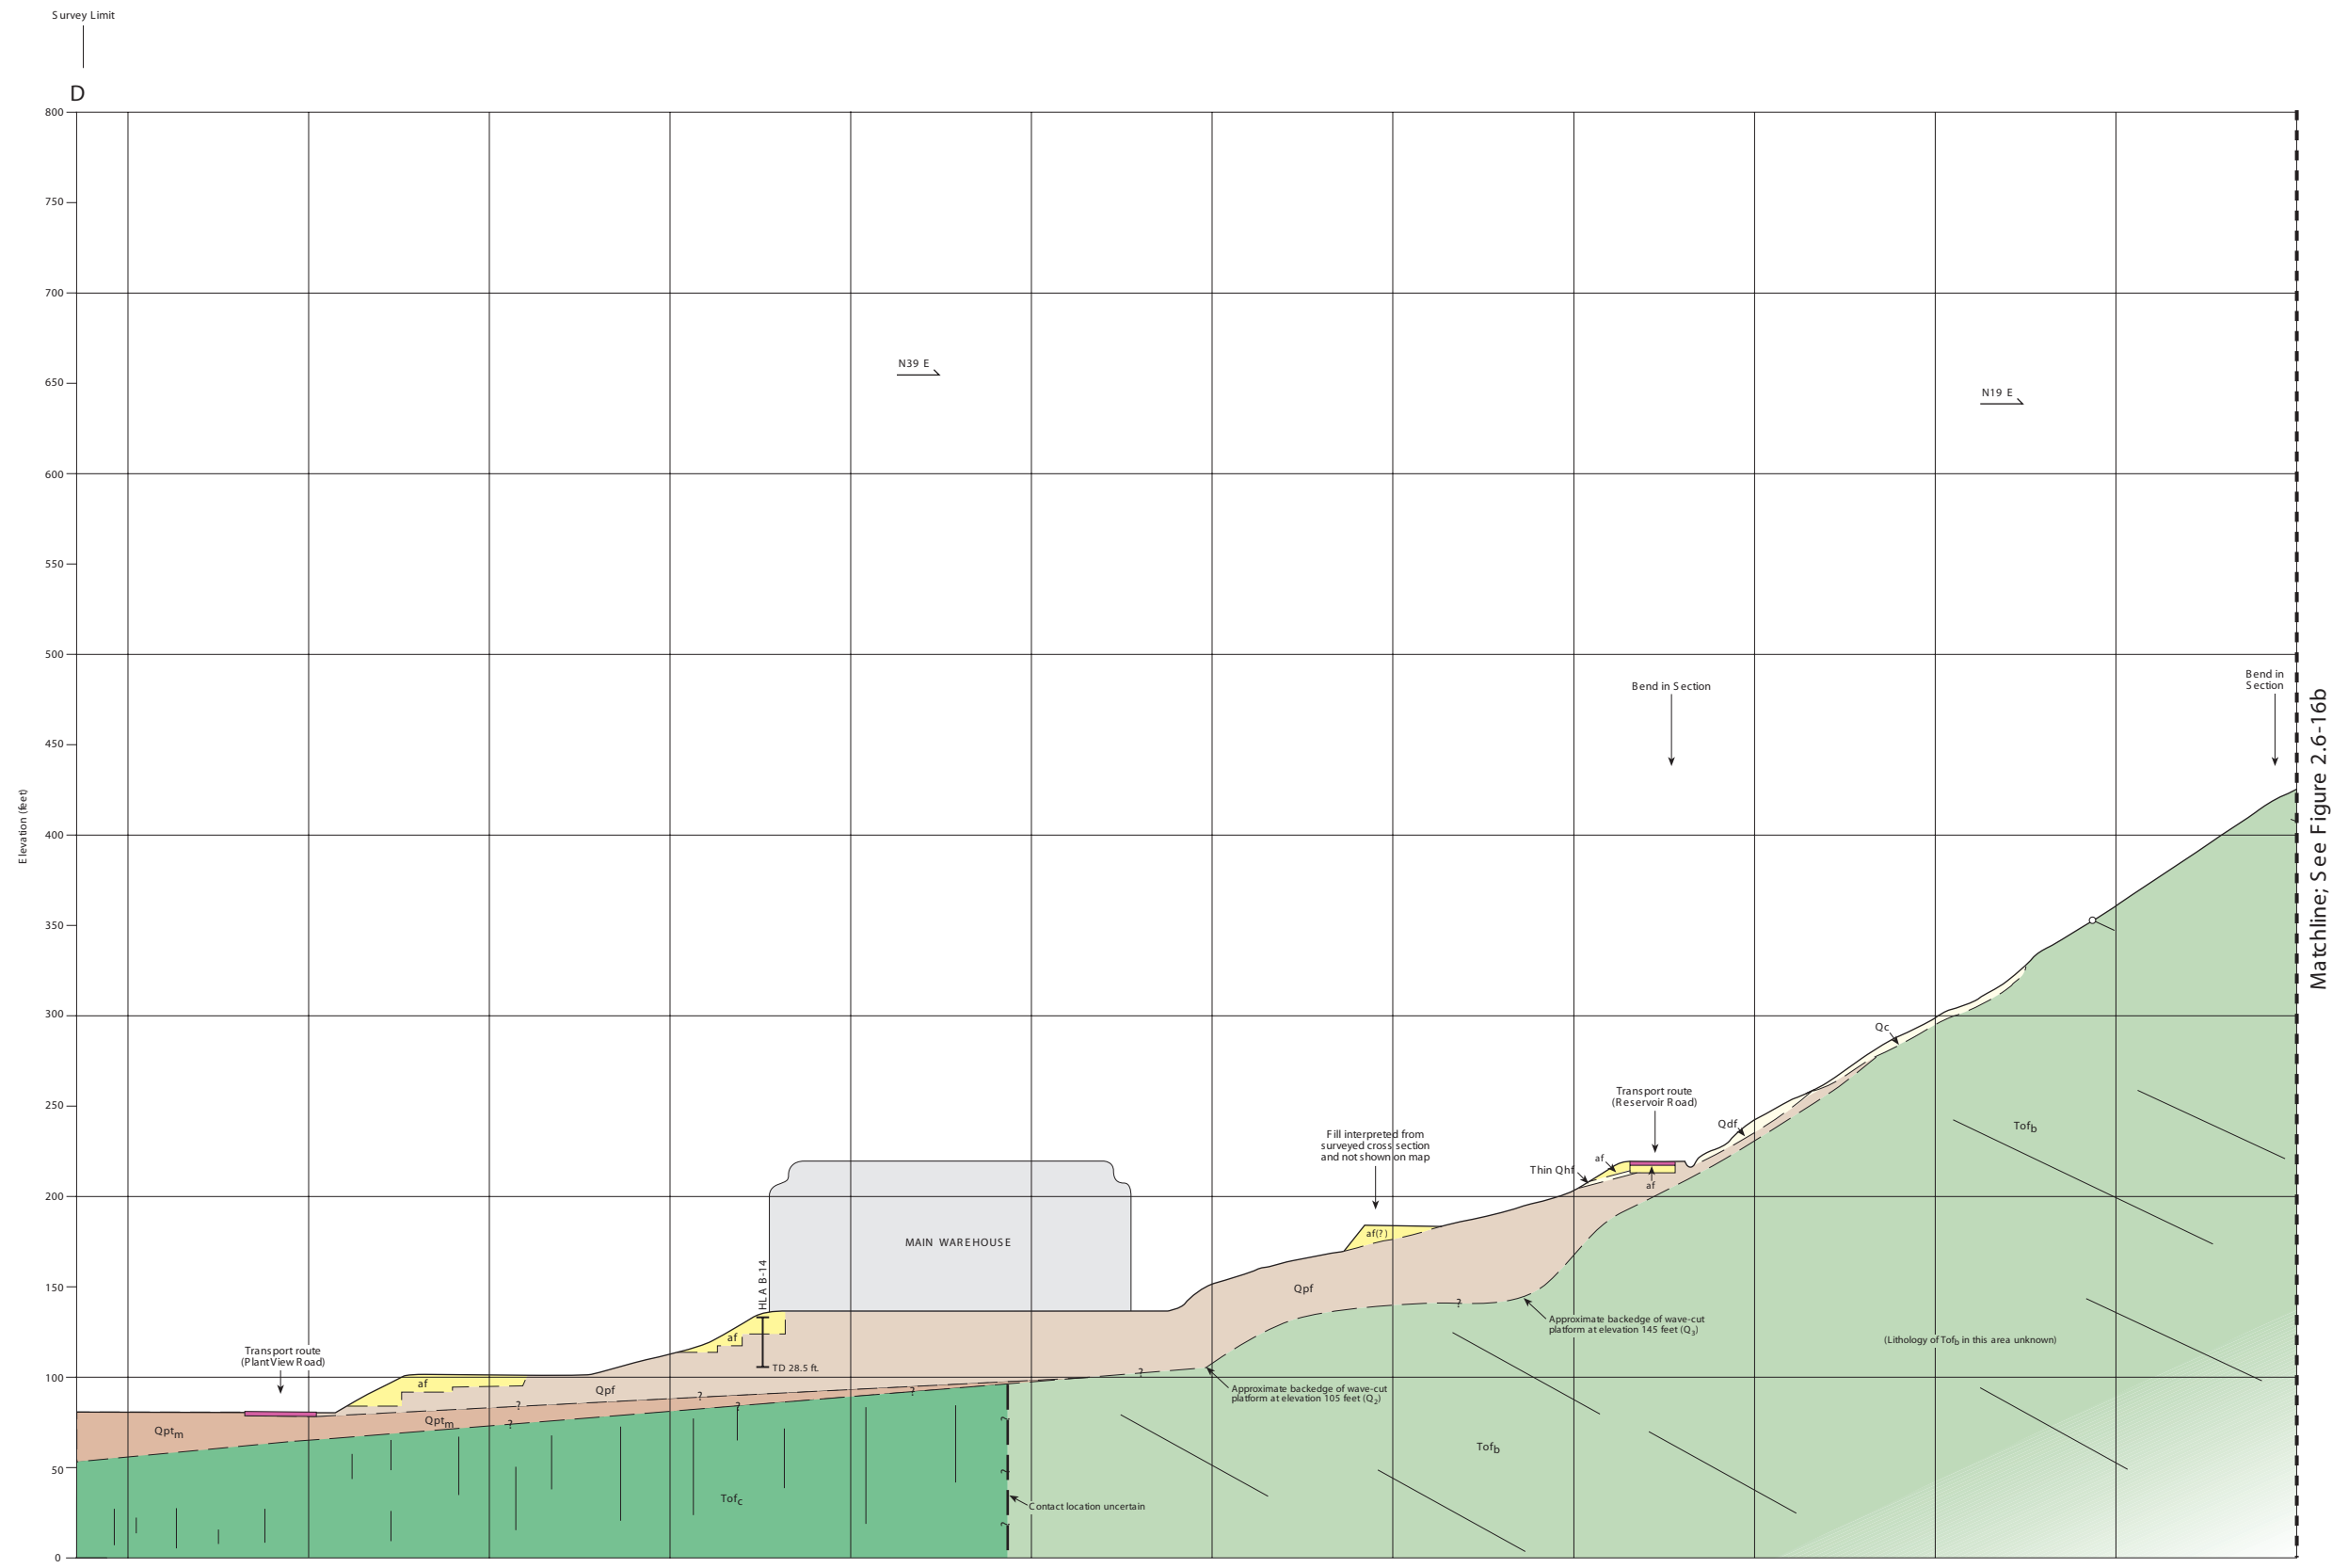 Survey Limit
D
800
750
700
650
600
550
500
450
400
350
300
250
200
150
100
50
0
Elevation (feet)
N39 E
N19 E
Bend in Section
Bend in
Section
Matchline; See Figure 2.6-16b
Qc
Transport route
(Reservoir Road)
Qdf
Tofb
Fill interpreted from
surveyed cross section
and not shown on map
af
Thin Qhf
af
af(?)
MAIN WAREHOUSE
HLA B-14
Qpf
?
Approximate backedge of wave-cut
platform at elevation 145 feet (Q3)
(Lithology of Tofb in this area unknown)
af
TD 28.5 ft.
Transport route
(PlantView Road)
af
Qpf
?
?
?
?
?
?
Approximate backedge of wave-cut
platform at elevation 105 feet (Q2)
Qptm
Qptm
?
Tofb
?
?
Tofc
Contact location uncertain
?